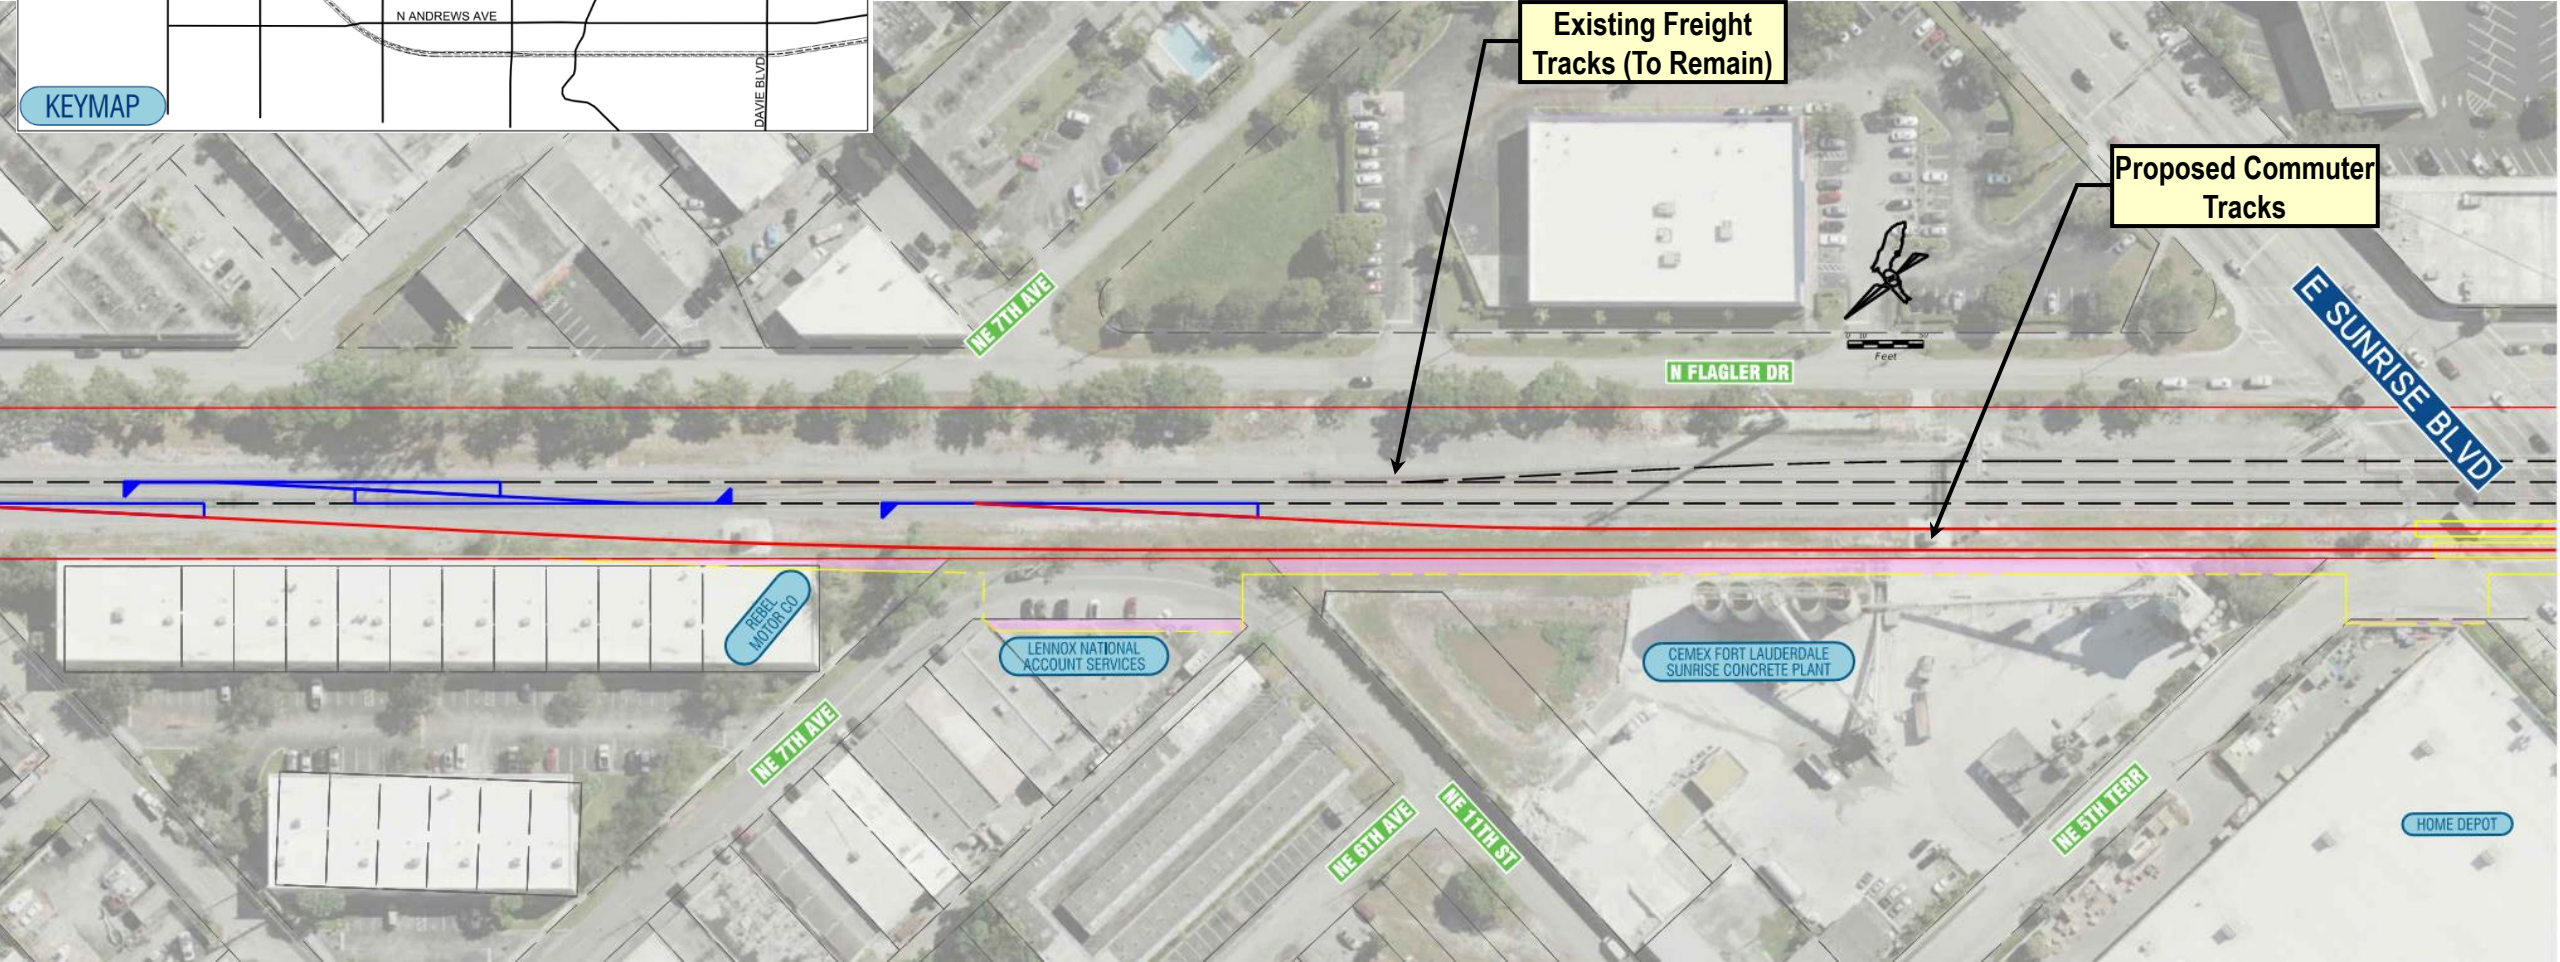 N ANDREWS AVE
DAVIE BLVD
KEYMAP
Existing Freight
Tracks (To Remain)
Proposed Commuter
Tracks
NE 7TH AVE
E SUNRISE BLVD
Feet
N FLAGLER DR
REBEL
MOTOR CO
LENNOX NATIONAL
ACCOUNT SERVICES
CEMEX FORT LAUDERDALE
SUNRISE CONCRETE PLANT
NE 7TH AVE
NE 6TH AVE
NE 11TH ST
NE 5TH TERR
HOME DEPOT